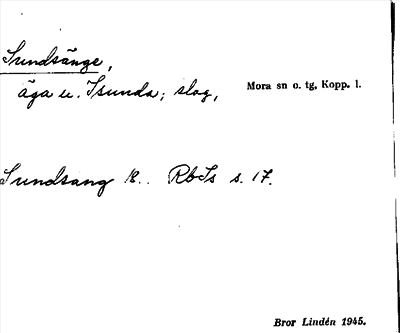 Sundsänge,
äga u. Isunda; slog,
Mora sn o. tg, Kopp. l.
Sundsang 18.. RbIs s. 17.
Bror Lindén 1945.